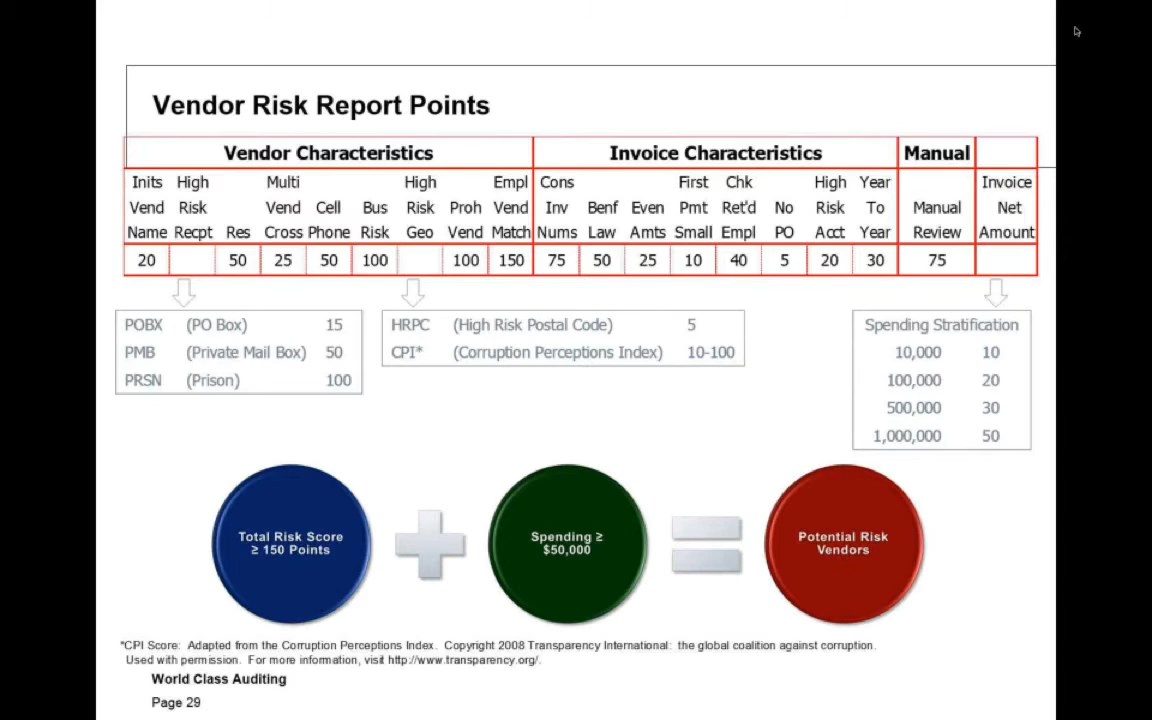 Vendor Risk Report Points
Vendor Characteristics Invoice Characteristics Manual
Inits High Multi High Empl Cons First Chk High Year Invoice
Vend Risk Vend Cell Bus Risk Proh Vend Inv Benf Even Pmt Ret'd No Risk To Manual Net
Name Recpt Res Cross Phone Risk Geo Vend Match Nums Law Amts Small Empl PO Acct Year Review Amount
20 50 25 50 100 100 150 75 50 25 10 40 5 20 30 75
POBX (PO Box) 15 HRPC (High Risk Postal Code) 5 Spending Stratification
PMB (Private Mail Box) 50 CPI* (Corruption Perceptions Index) 10-100 10,000 10
PRSN (Prison) 100 100,000 20
500,000 30
1,000,000 50
Total Risk Score
≥ 150 Points
Spending ≥
$50,000
Potential Risk
Vendors
*CPI Score: Adapted from the Corruption Perceptions Index. Copyright 2008 Transparency International: the global coalition against corruption.
Used with permission. For more information, visit http://www.transparency.org/.
World Class Auditing
Page 29